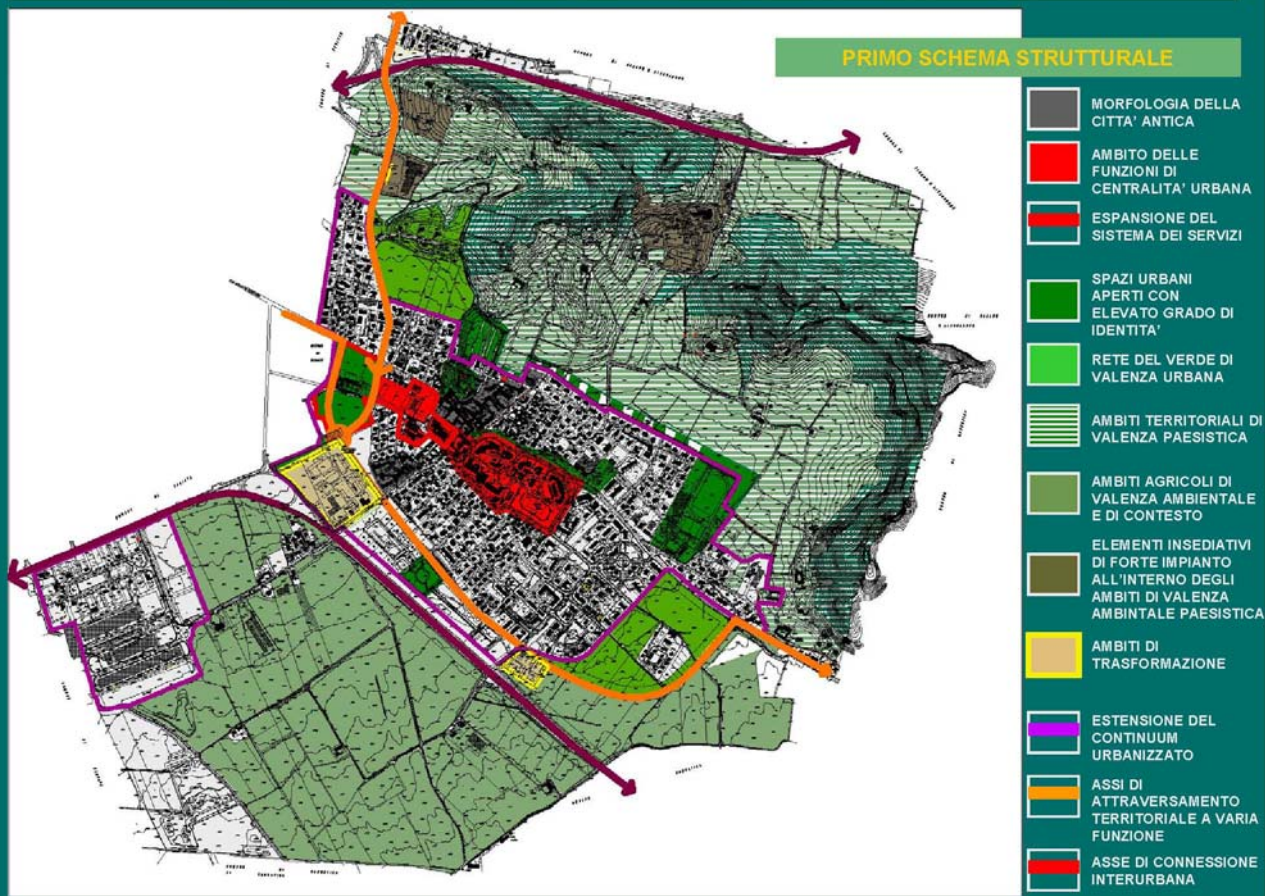 PRIMO SCHEMA STRUTTURALE
MORFOLOGIA DELLA
CITTA' ANTICA
AMBITO DELLE
FUNZIONI DI
CENTRALITA' URBANA
ESPANSIONE DEL
SISTEMA DEI SERVIZI
SPAZI URBANI
APERTI CON
ELEVATO GRADO DI
IDENTITA'
RETE DEL VERDE DI
VALENZA URBANA
AMBITI TERRITORIALI DI
VALENZA PAESISTICA
AMBITI AGRICOLI DI
VALENZA AMBIENTALE
E DI CONTESTO
ELEMENTI INSEDIATIVI
DI FORTE IMPIANTO
ALL'INTERNO DEGLI
AMBITI DI VALENZA
AMBINTALE PAESISTICA
AMBITI DI
TRASFORMAZIONE
ESTENSIONE DEL
CONTINUUM
URBANIZZATO
ASSI DI
ATTRAVERSAMENTO
TERRITORIALE A VARIA
FUNZIONE
ASSE DI CONNESSIONE
INTERURBANA